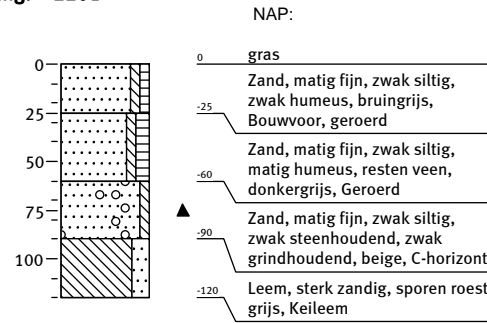 NAP:
0
25
50
75
100
0 gras
Zand, matig fijn, zwak siltig,
-25 zwak humeus, bruingrijs,
Bouwvoor, geroerd
Zand, matig fijn, zwak siltig,
matig humeus, resten veen,
-60 donkergrijs, Geroerd
Zand, matig fijn, zwak siltig,
zwak steenhoudend, zwak
-90 grindhoudend, beige, C-horizont
-120 Leem, sterk zandig, sporen roest
grijs, Keileem